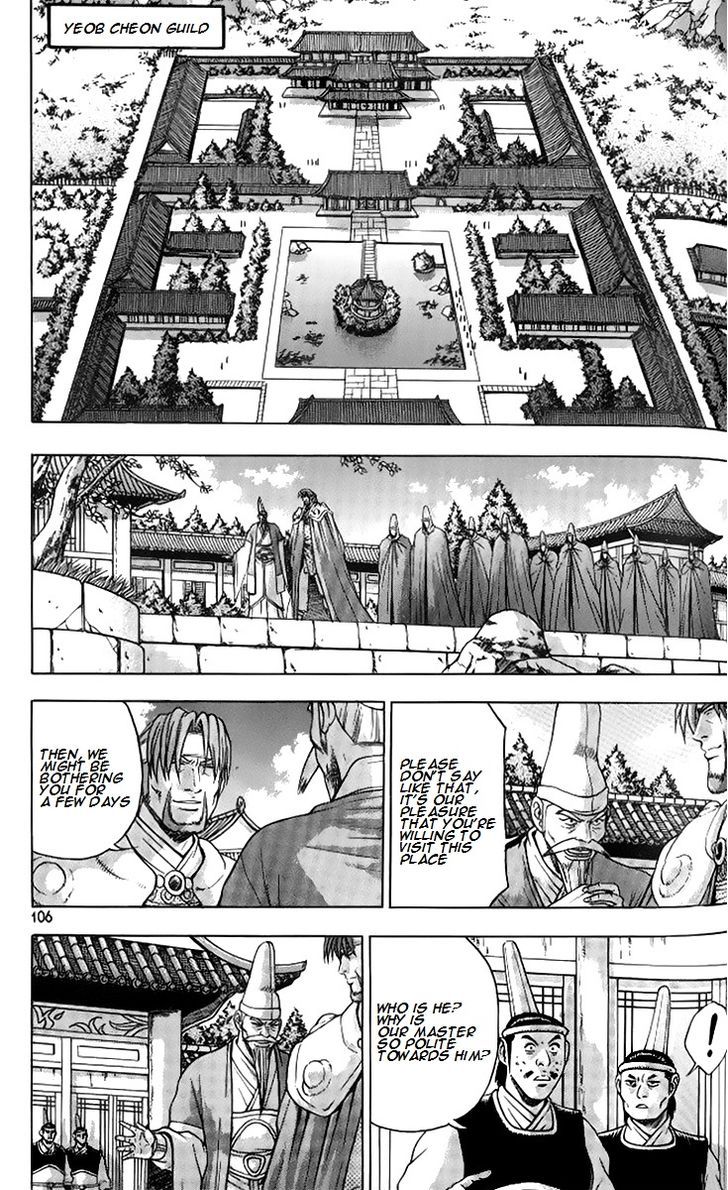 YEOB CHEON GUILD
THEN, WE
MIGHT BE
BOTHERING
YOU FOR
A FEW DAYS
PLEASE
DON'T SAY
LIKE THAT,
IT'S OUR
PLEASURE
THAT YOU'RE
WILLING TO
VISIT THIS
PLACE
106
WHO IS HE?
WHY IS
OUR MASTER
SO POLITE
TOWARDS HIM?
!